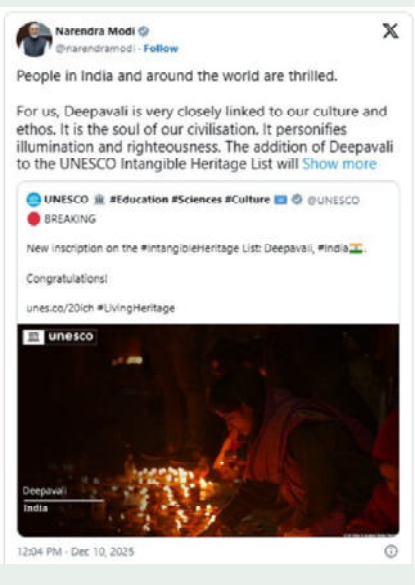 Narendra Modi
@narendramodi · Follow
People in India and around the world are thrilled.
For us, Deepavali is very closely linked to our culture and
ethos. It is the soul of our civilisation. It personifies
illumination and righteousness. The addition of Deepavali
to the UNESCO Intangible Heritage List will Show more
UNESCO #Education #Sciences #Culture @UNESCO
BREAKING
New inscription on the #IntangibleHeritage List: Deepavali, #India.
Congratulations!
unes.co/20ich #LivingHeritage
unesco
Deepavali
India
12:04 PM · Dec 10, 2025